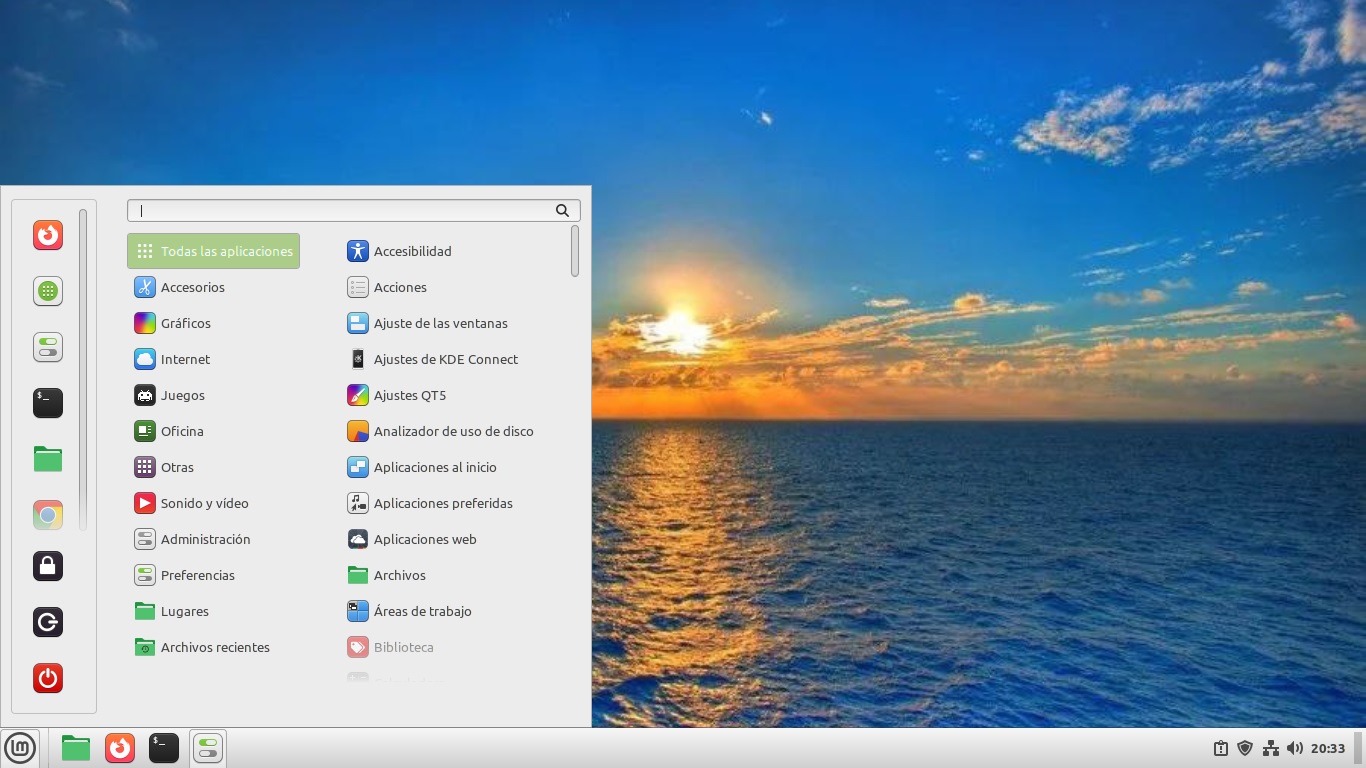 Todas las aplicaciones
Accesorios
Gráficos
Internet
Juegos
Oficina
Otras
Sonido y vídeo
Administración
Preferencias
Lugares
Archivos recientes
Accesibilidad
Acciones
Ajuste de las ventanas
Ajustes de KDE Connect
Ajustes QT5
Analizador de uso de disco
Aplicaciones al inicio
Aplicaciones preferidas
Aplicaciones web
Archivos
Áreas de trabajo
Biblioteca
20:33